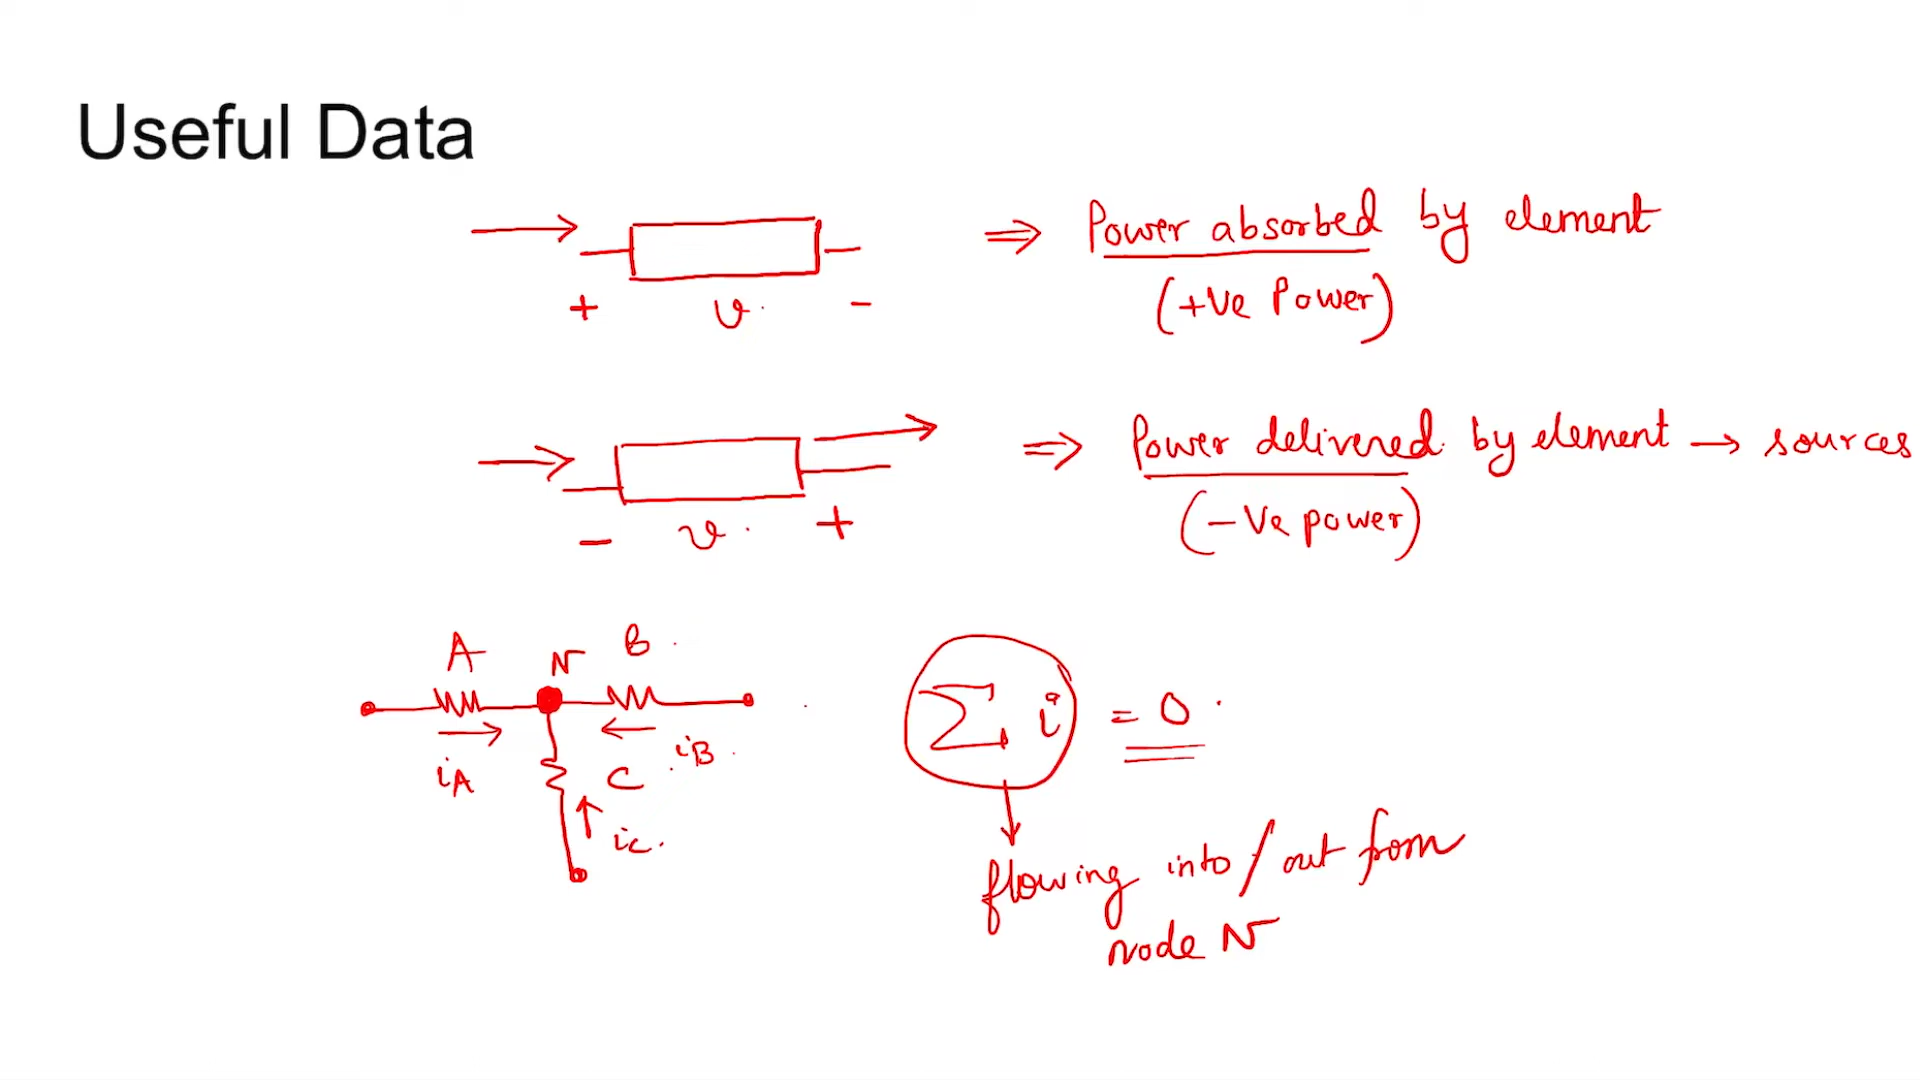 Useful Data
⇒ Power absorbed by element
+ v -
(+Ve Power)
⇒ Power delivered by element → sources
- v +
(-Ve power)
A N B
Σ i = 0
iA C iB
iC
flowing into / out from
node N